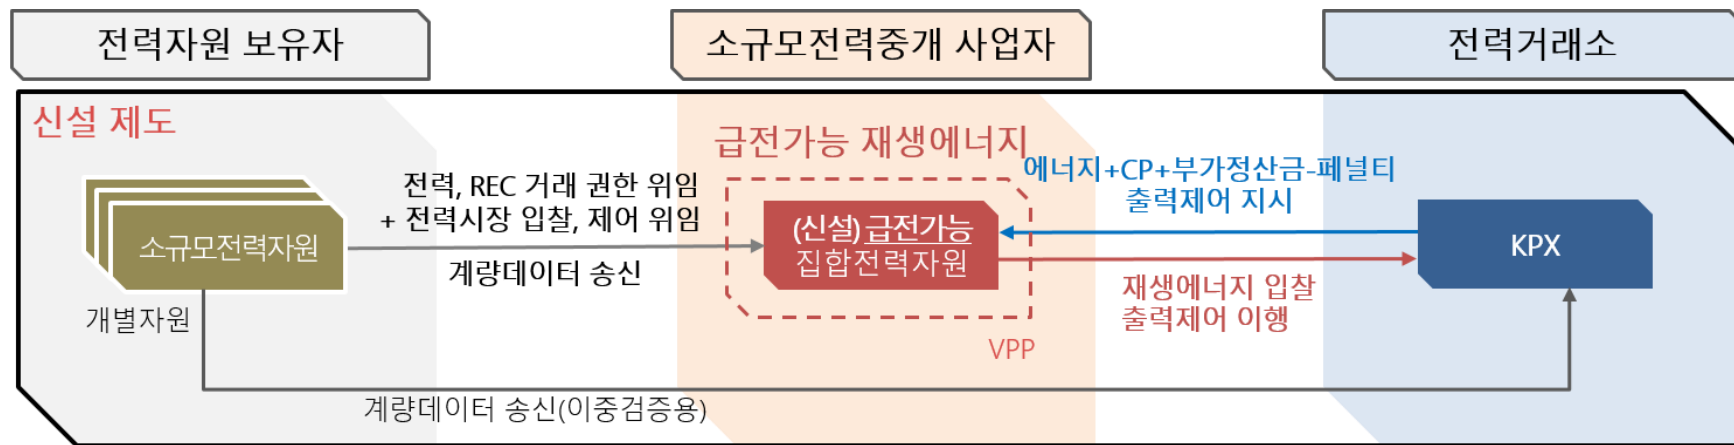 전력자원 보유자
소규모전력중개 사업자
전력거래소
신설 제도
급전가능 재생에너지
전력, REC 거래 권한 위임
+ 전력시장 입찰, 제어 위임
에너지+CP+부가정산금-페널티
출력제어 지시
소규모전력자원
(신설) 급전가능
집합전력자원
KPX
계량데이터 송신
재생에너지 입찰
출력제어 이행
개별자원
VPP
계량데이터 송신(이중검증용)